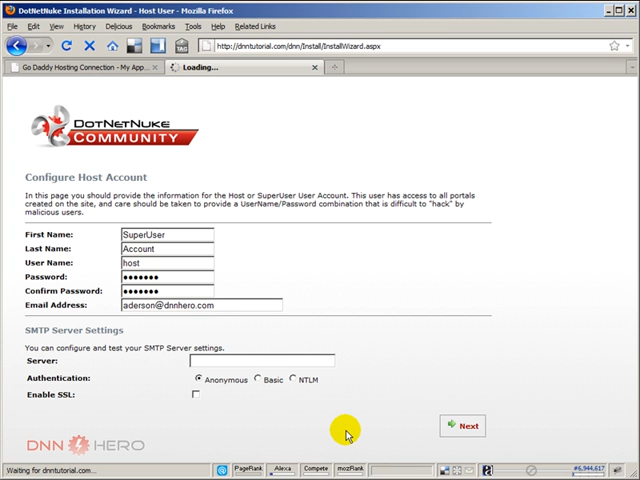 DotNetNuke Installation Wizard - Host User - Mozilla Firefox
File Edit View History Delicious Bookmarks Tools Help Related Links
http://dnntutorial.com/dnn/Install/InstallWizard.aspx
Go Daddy Hosting Connection - My App... Loading...
DOTNETNUKE
COMMUNITY
Configure Host Account
In this page you should provide the information for the Host or SuperUser User Account. This user has access to all portals
created on the site, and care should be taken to provide a UserName/Password combination that is difficult to "hack" by
malicious users.
First Name: SuperUser
Last Name: Account
User Name: host
Password: •••••••
Confirm Password: •••••••
Email Address: aderson@dnnhero.com
SMTP Server Settings
You can configure and test your SMTP Server settings.
Server:
Authentication: Anonymous Basic NTLM
Enable SSL:
Next
DNN HERO
Waiting for dnntutorial.com... PageRank Alexa Compete mozRank #6,944,617